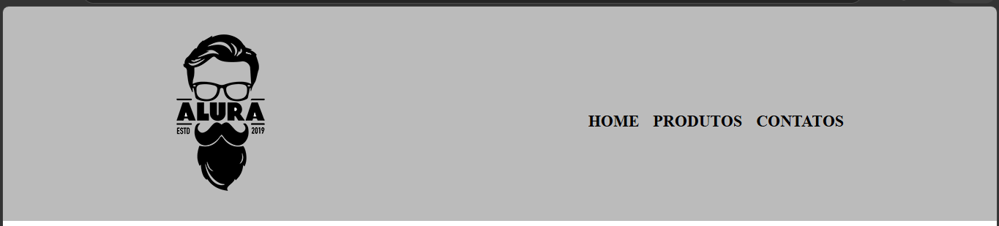 ALURA
ESTD 2019
HOME PRODUTOS CONTATOS